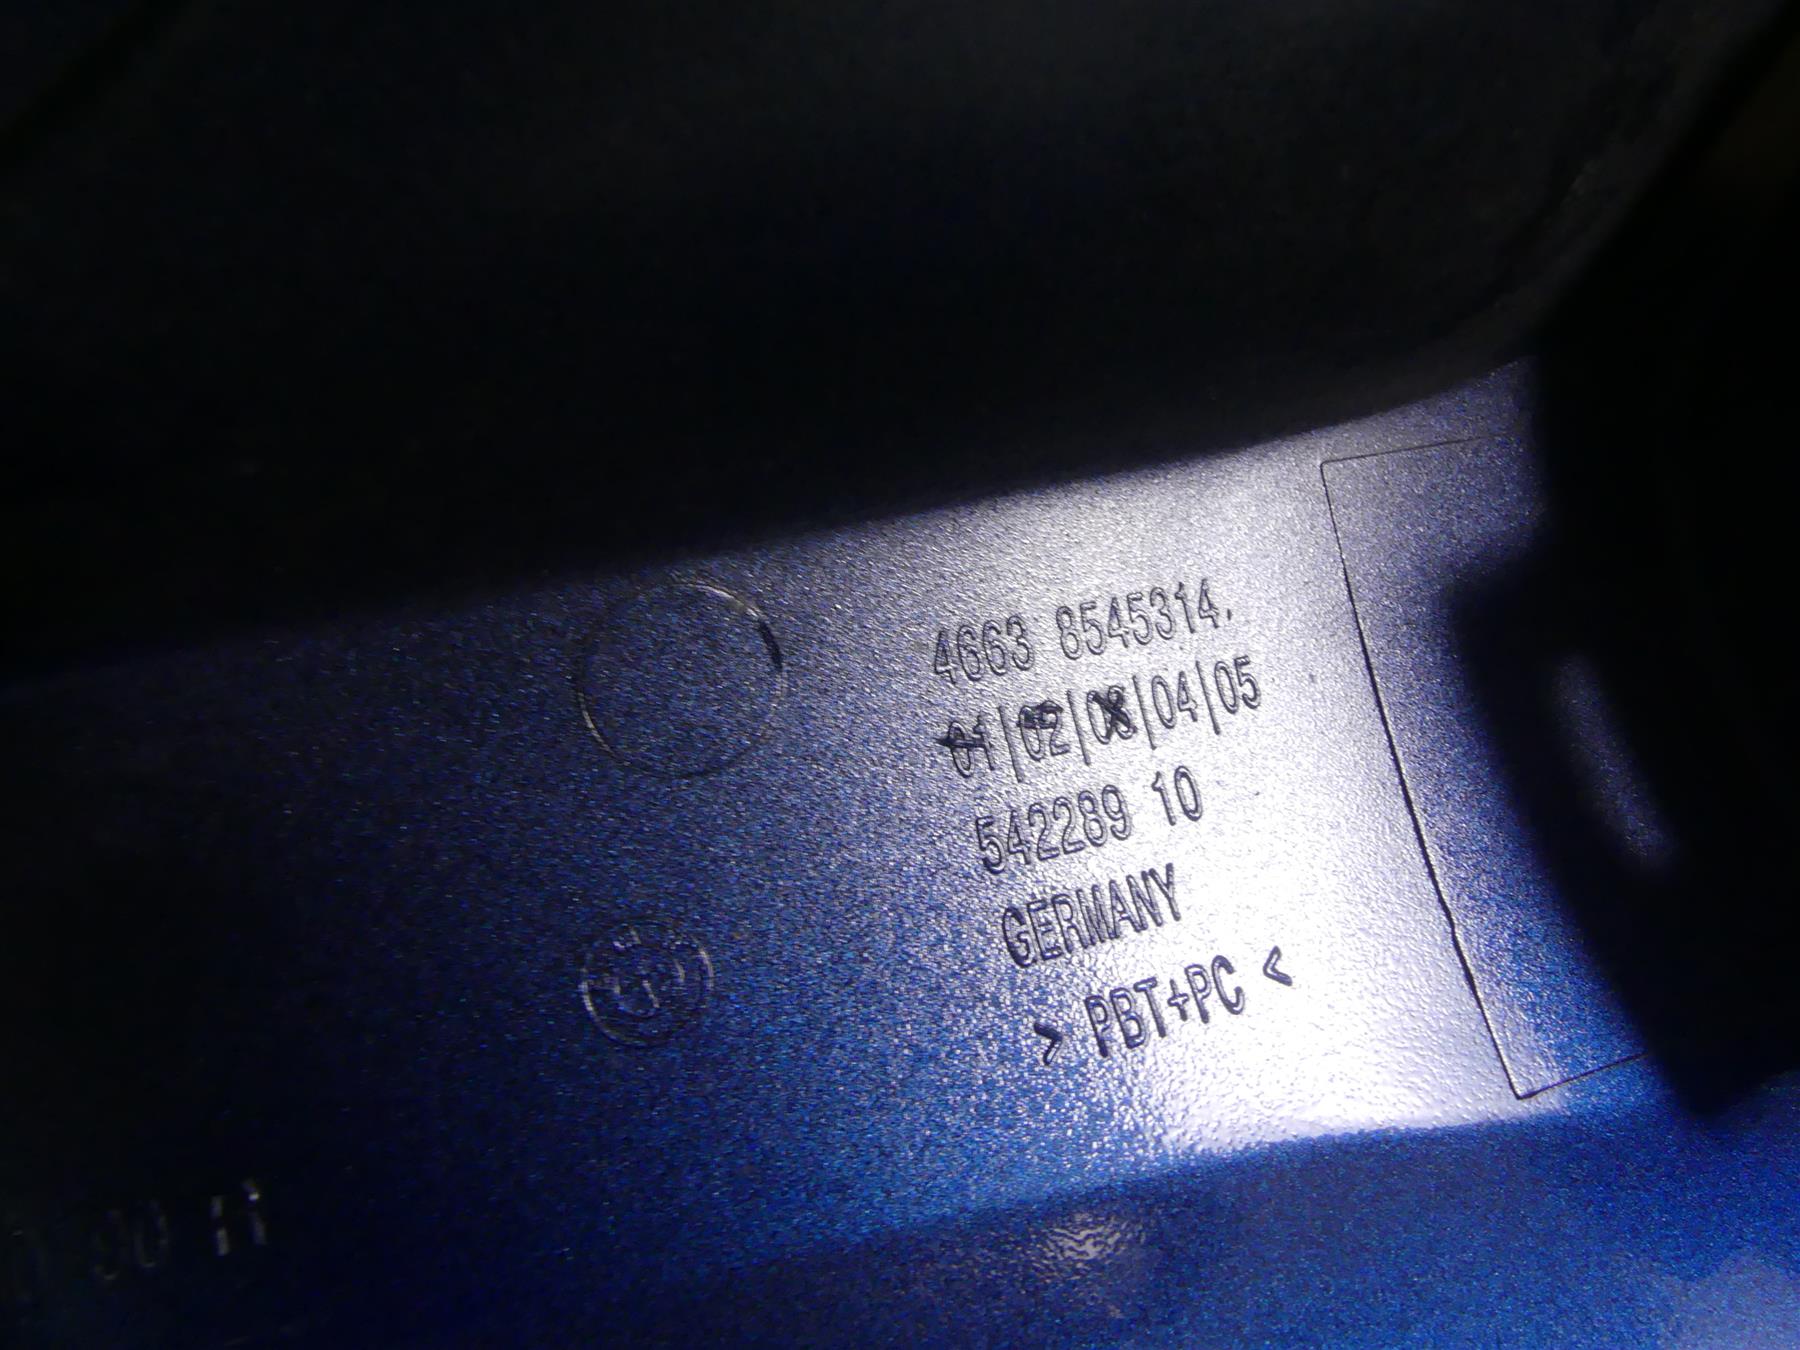 4663 8545314.
01|02|03|04|05
542289 10
GERMANY
> PBT+PC <